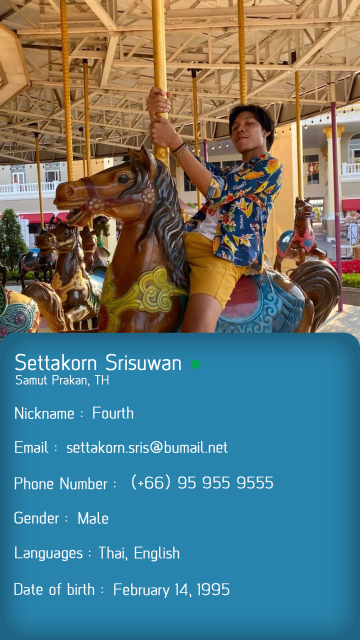 Settakorn Srisuwan
Samut Prakan, TH
Nickname : Fourth
Email : settakorn.sris@bumail.net
Phone Number : (+66) 95 955 9555
Gender : Male
Languages : Thai, English
Date of birth : February 14, 1995